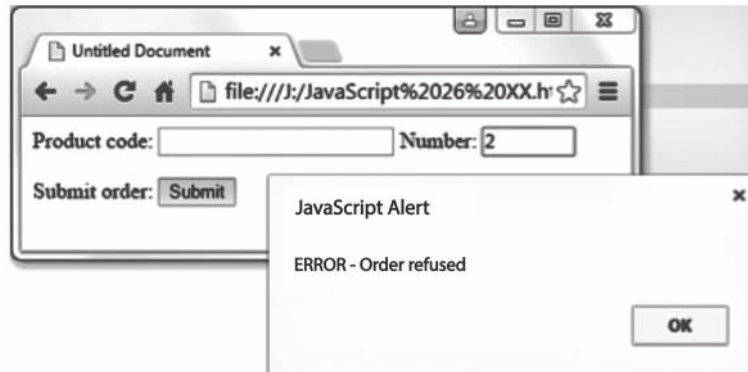 Untitled Document
file:///J:/JavaScript%2026%20XX.h
Product code: Number: 2
Submit order: Submit
JavaScript Alert
ERROR - Order refused
OK